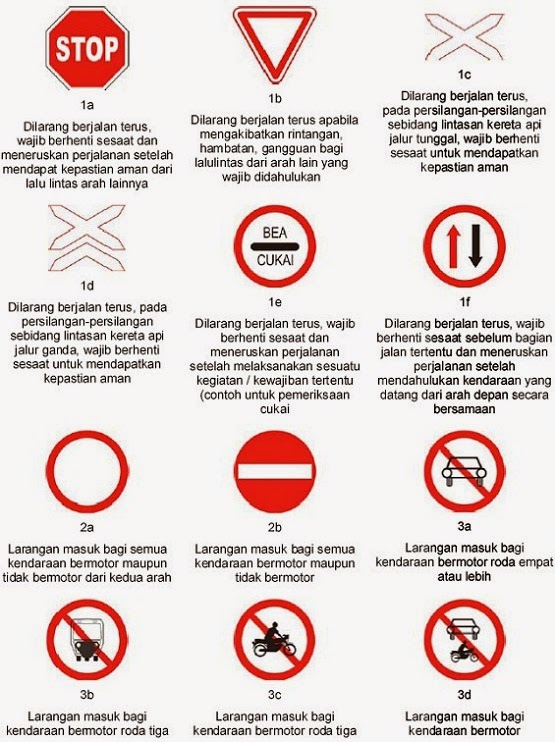 STOP
1a
Dilarang berjalan terus,
wajib berhenti sesaat dan
meneruskan perjalanan setelah
mendapat kepastian aman dari
lalu lintas arah lainnya
1b
Dilarang berjalan terus apabila
mengakibatkan rintangan,
hambatan, gangguan bagi
lalulintas dari arah lain yang
wajib didahulukan
1c
Dilarang berjalan terus,
pada persilangan-persilangan
sebidang lintasan kereta api
jalur tunggal, wajib berhenti
sesaat untuk mendapatkan
kepastian aman
1d
Dilarang berjalan terus, pada
persilangan-persilangan
sebidang lintasan kereta api
jalur ganda, wajib berhenti
sesaat untuk mendapatkan
kepastian aman
BEA
CUKAI
1e
Dilarang berjalan terus, wajib
berhenti sesaat dan
meneruskan perjalanan
setelah melaksanakan sesuatu
kegiatan / kewajiban tertentu
(contoh untuk pemeriksaan
cukai
1f
Dilarang berjalan terus, wajib
berhenti sesaat sebelum bagian
jalan tertentu dan meneruskan
perjalanan setelah
mendahulukan kendaraan yang
datang dari arah depan secara
bersamaan
2a
Larangan masuk bagi semua
kendaraan bermotor maupun
tidak bermotor dari kedua arah
2b
Larangan masuk bagi semua
kendaraan bermotor maupun
tidak bermotor
3a
Larangan masuk bagi
kendaraan bermotor roda empat
atau lebih
3b
Larangan masuk bagi
kendaraan bermotor roda tiga
3c
Larangan masuk bagi
kendaraan bermotor roda tiga
3d
Larangan masuk bagi
kendaraan bermotor